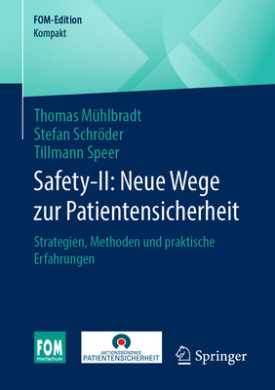 FOM-Edition
Kompakt
Thomas Mühlbradt
Stefan Schröder
Tillmann Speer
Safety-II: Neue Wege
zur Patientensicherheit
Strategien, Methoden und praktische
Erfahrungen
FOM
Hochschule
AKTIONSBÜNDNIS
PATIENTENSICHERHEIT
Springer